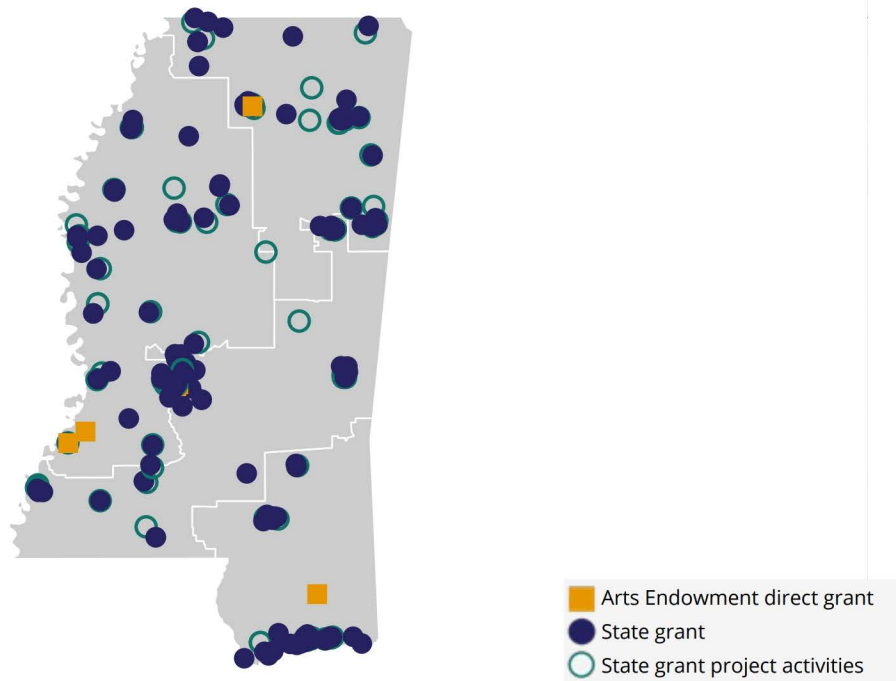 Arts Endowment direct grant
State grant
State grant project activities